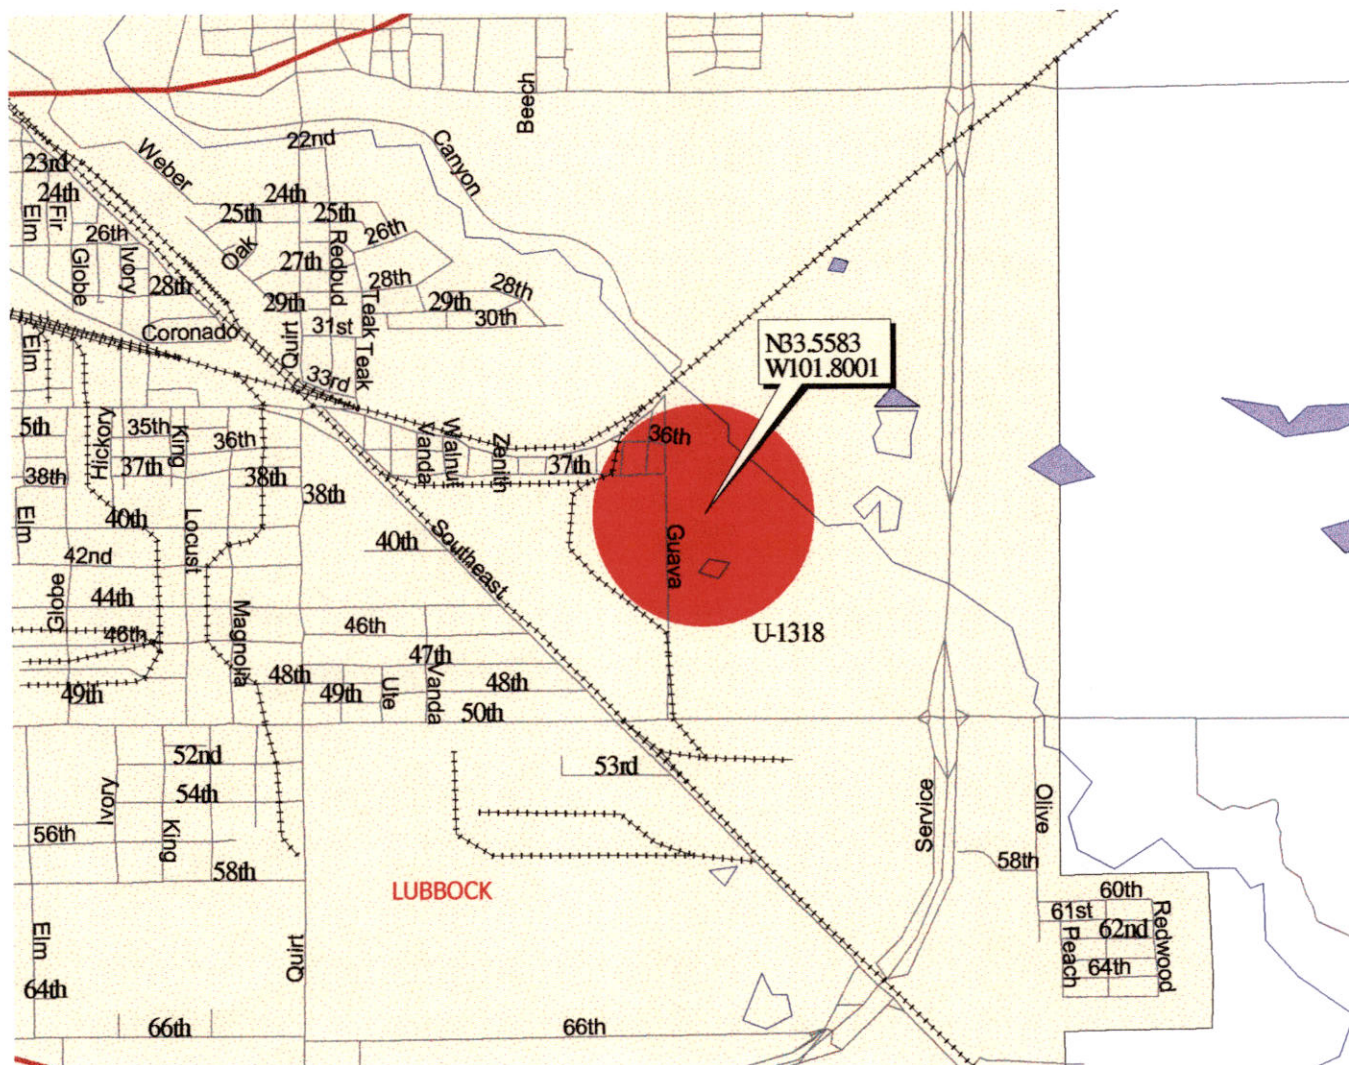 Beech
22nd
Canyon
Weber
23rd
24th
24th
25th
25th
26th
Elm
Fir
Globe
26th
Ivory
28th
Oak
27th
Redbud
28th
29th
Teak
29th
28th
30th
Coronado
Quirt
31st
Teak
33rd
Elm
N33.5583
W101.8001
5th
Hickory
35th
King
36th
37th
38th
38th
38th
Vanda
Walnut
Zenith
37th
36th
Elm
40th
Locust
42nd
40th
Southeast
Guava
Globe
44th
46th
Magnolia
46th
U-1318
47th
48th
49th
Ute
Vanda
48th
49th
50th
52nd
53rd
Ivory
54th
King
56th
58th
Service
Olive
58th
LUBBOCK
60th
61st
Redwood
62nd
Peach
64th
Elm
Quirt
64th
66th
66th